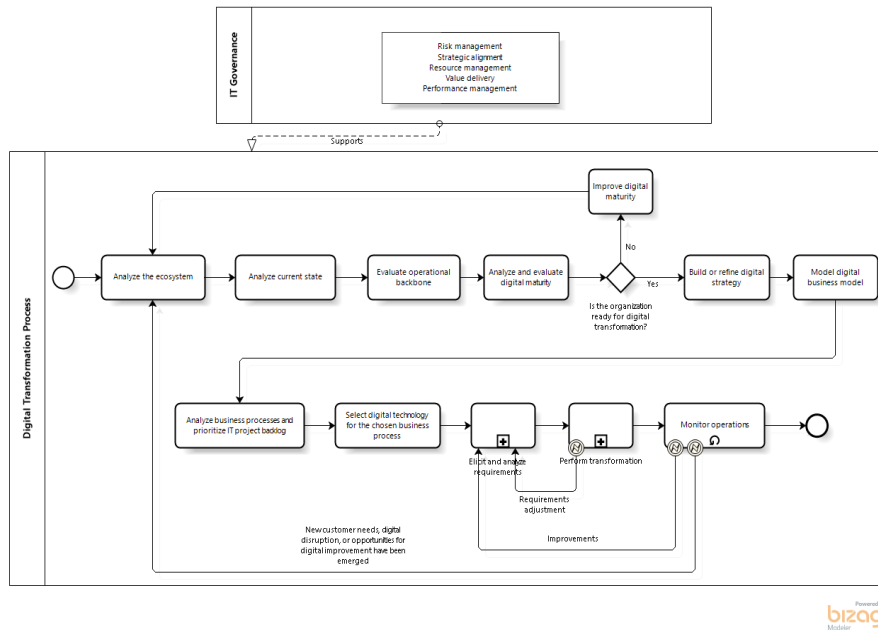 IT Governance
Risk management
Strategic alignment
Resource management
Value delivery
Performance management
Supports
Digital Transformation Process
Improve digital
maturity
No
Analyze the ecosystem
Analyze current state
Evaluate operational
backbone
Analyze and evaluate
digital maturity
Yes
Is the organization
ready for digital
transformation?
Build or refine digital
strategy
Model digital
business model
Analyze business processes and
prioritize IT project backlog
Select digital technology
for the chosen business
process
Elicit and analyze
requirements
Perform transformation
Monitor operations
Requirements
adjustment
Improvements
New customer needs, digital
disruption, or opportunities for
digital improvement have been
emerged
Powered
bizag
Modeler